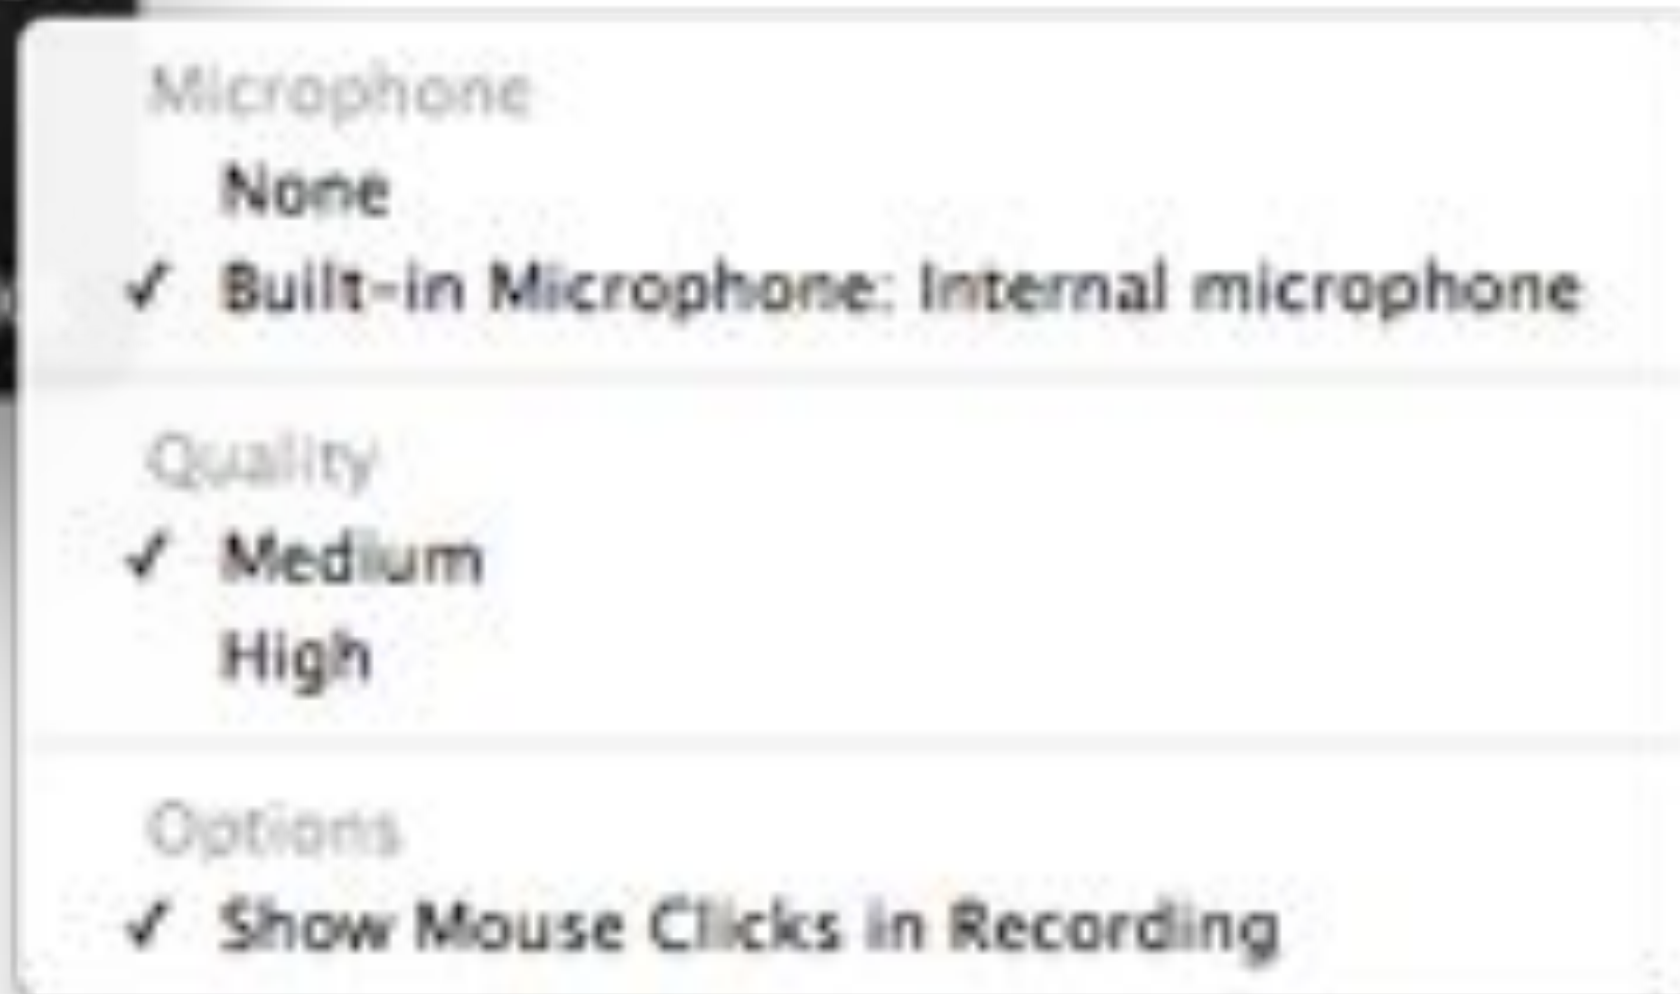 Microphone
None
✓ Built-in Microphone: Internal microphone
Quality
✓ Medium
High
Options
✓ Show Mouse Clicks in Recording